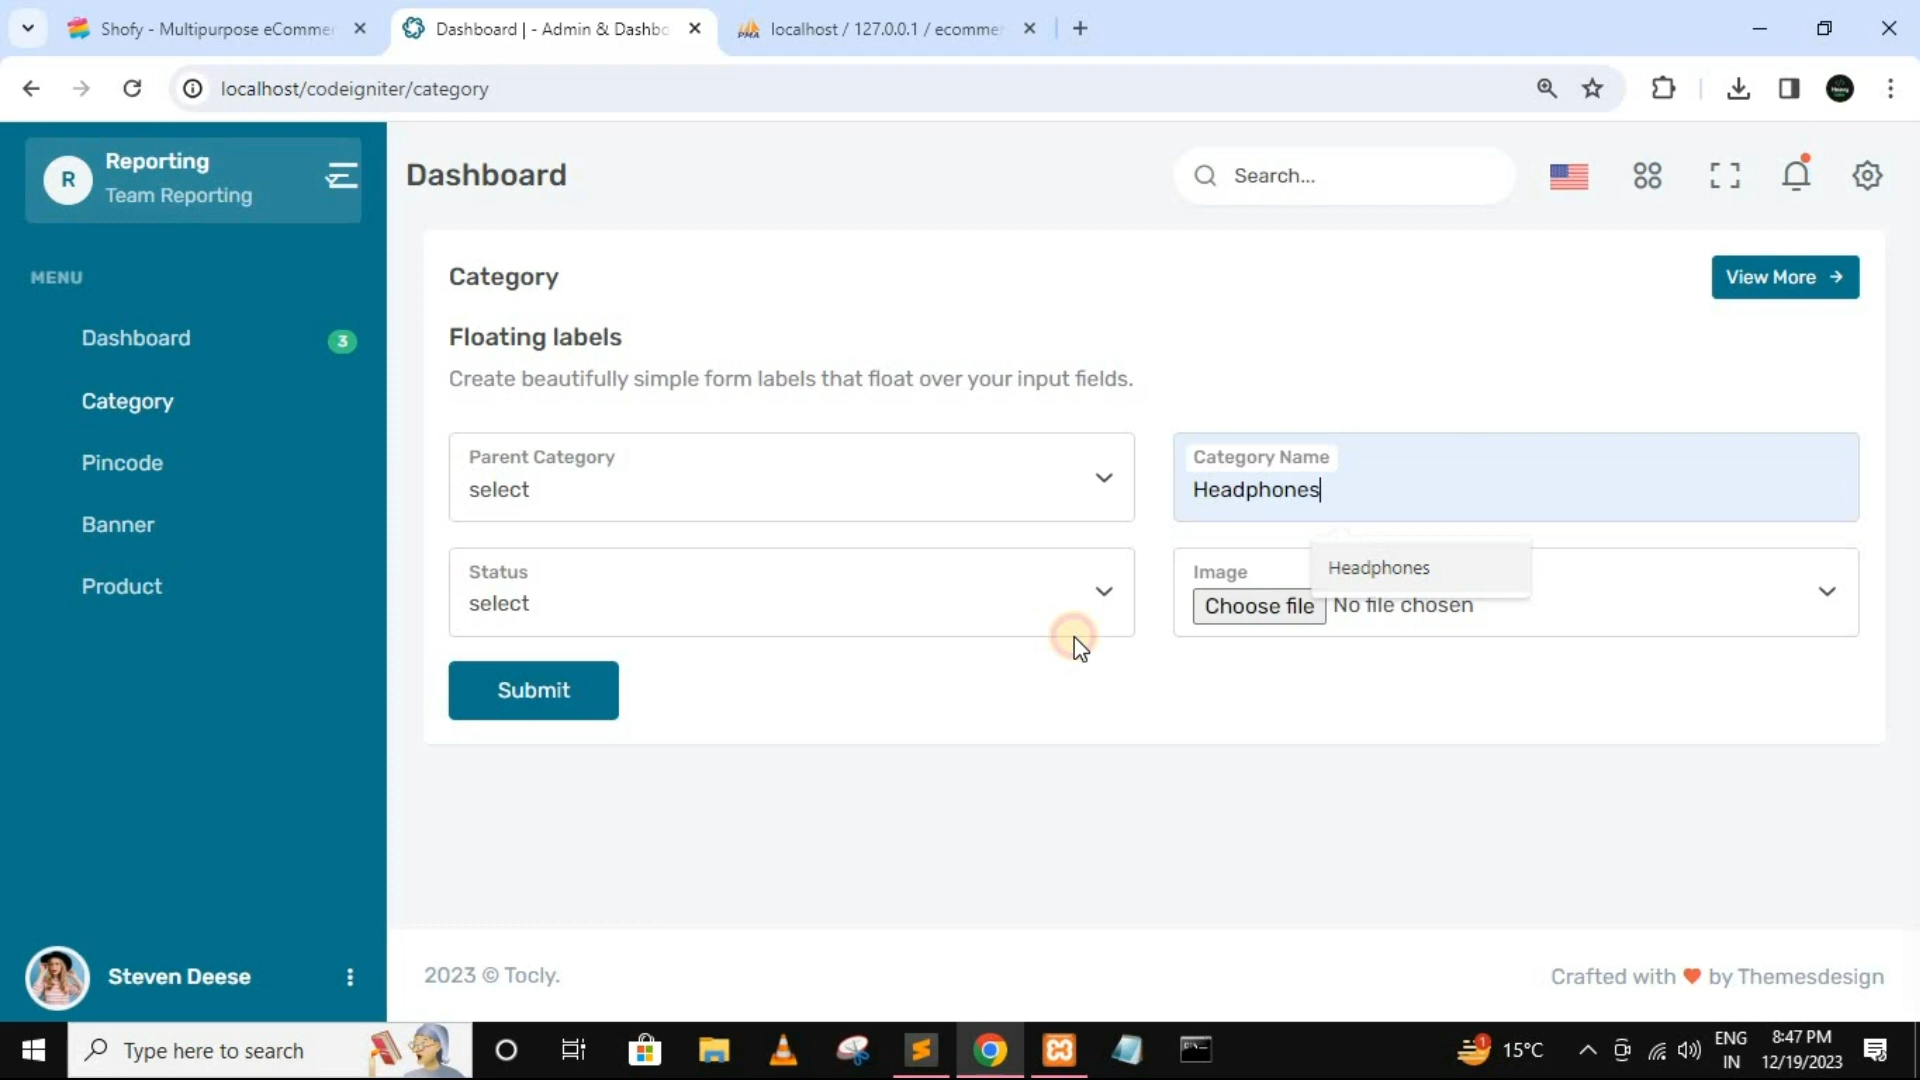 Shofy - Multipurpose eComme
Dashboard | - Admin & Dashbo
localhost / 127.0.0.1 / ecomme
localhost/codeigniter/category
R
Reporting
Team Reporting
Dashboard
Search...
MENU
Dashboard
3
Category
Pincode
Banner
Product
Category
View More
Floating labels
Create beautifully simple form labels that float over your input fields.
Parent Category
select
Category Name
Headphones
Headphones
Status
select
Image
Choose file No file chosen
Submit
Steven Deese
2023 © Tocly.
Crafted with ❤ by Themesdesign
Type here to search
1
15°C
ENG
IN
8:47 PM
12/19/2023